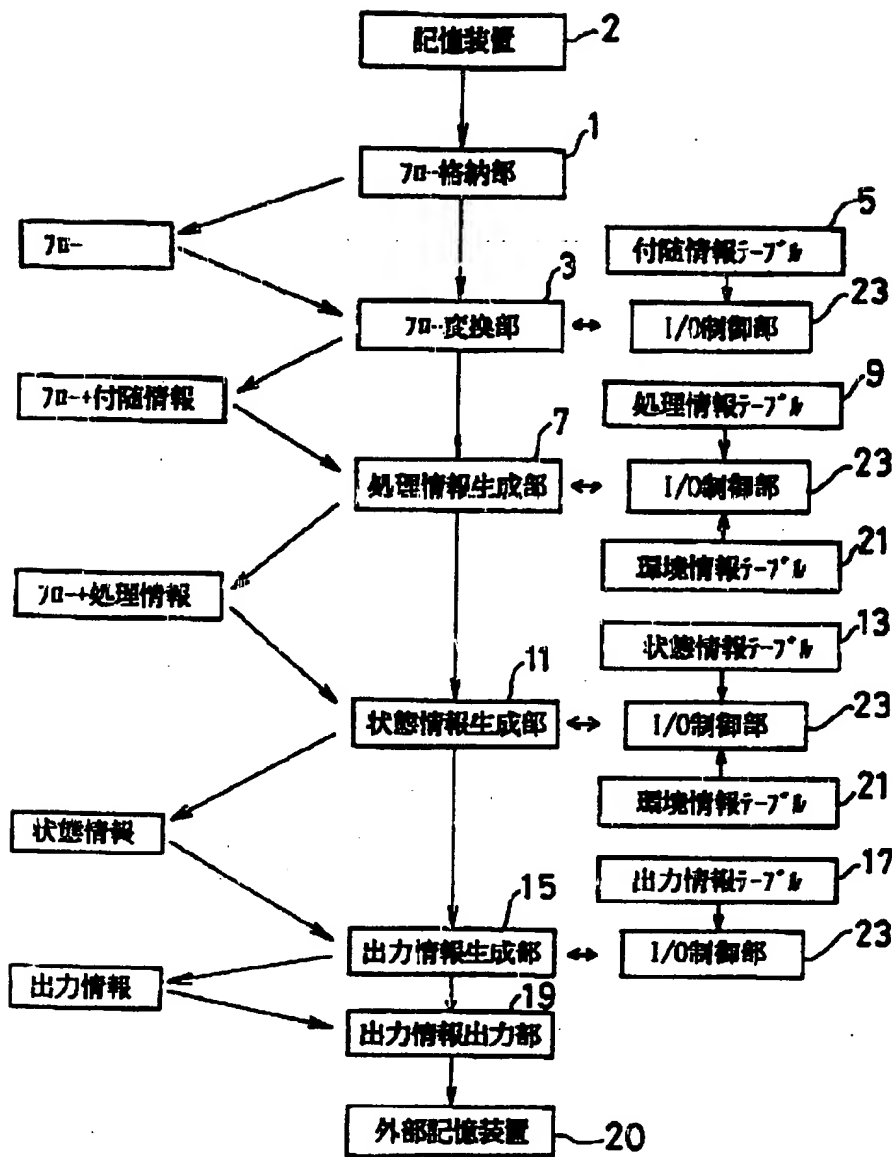 記憶装置 2
1
フロー格納部
5
フロー
付随情報テーブル
3
23
フロー変換部
I/O制御部
9
フロー+付随情報
処理情報テーブル
7
23
処理情報生成部
I/O制御部
21
環境情報テーブル
フロー+処理情報
13
状態情報テーブル
11
23
状態情報生成部
I/O制御部
21
環境情報テーブル
状態情報
17
出力情報テーブル
15
23
出力情報生成部
I/O制御部
出力情報
19
出力情報出力部
外部記憶装置 20